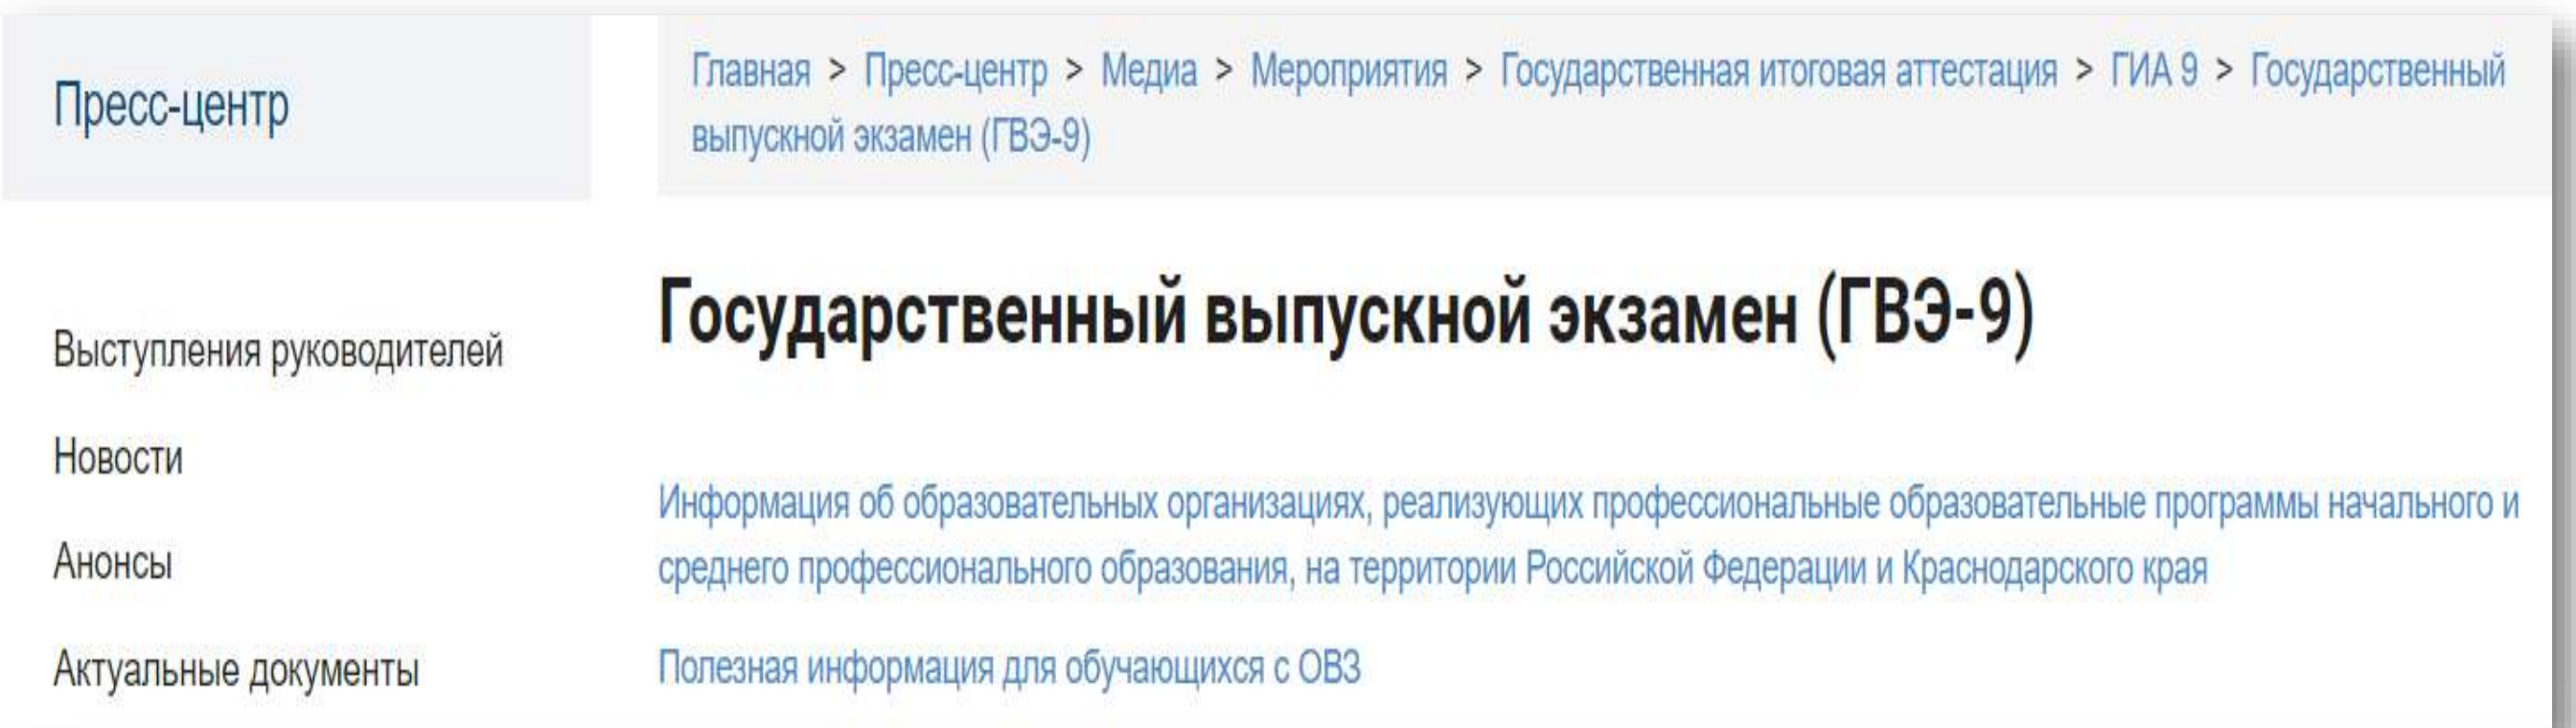 Пресс-центр
Выступления руководителей
Новости
Анонсы
Актуальные документы
Главная > Пресс-центр > Медиа > Мероприятия > Государственная итоговая аттестация > ГИА 9 > Государственный
выпускной экзамен (ГВЭ-9)
Государственный выпускной экзамен (ГВЭ-9)
Информация об образовательных организациях, реализующих профессиональные образовательные программы начального и
среднего профессионального образования, на территории Российской Федерации и Краснодарского края
Полезная информация для обучающихся с ОВЗ